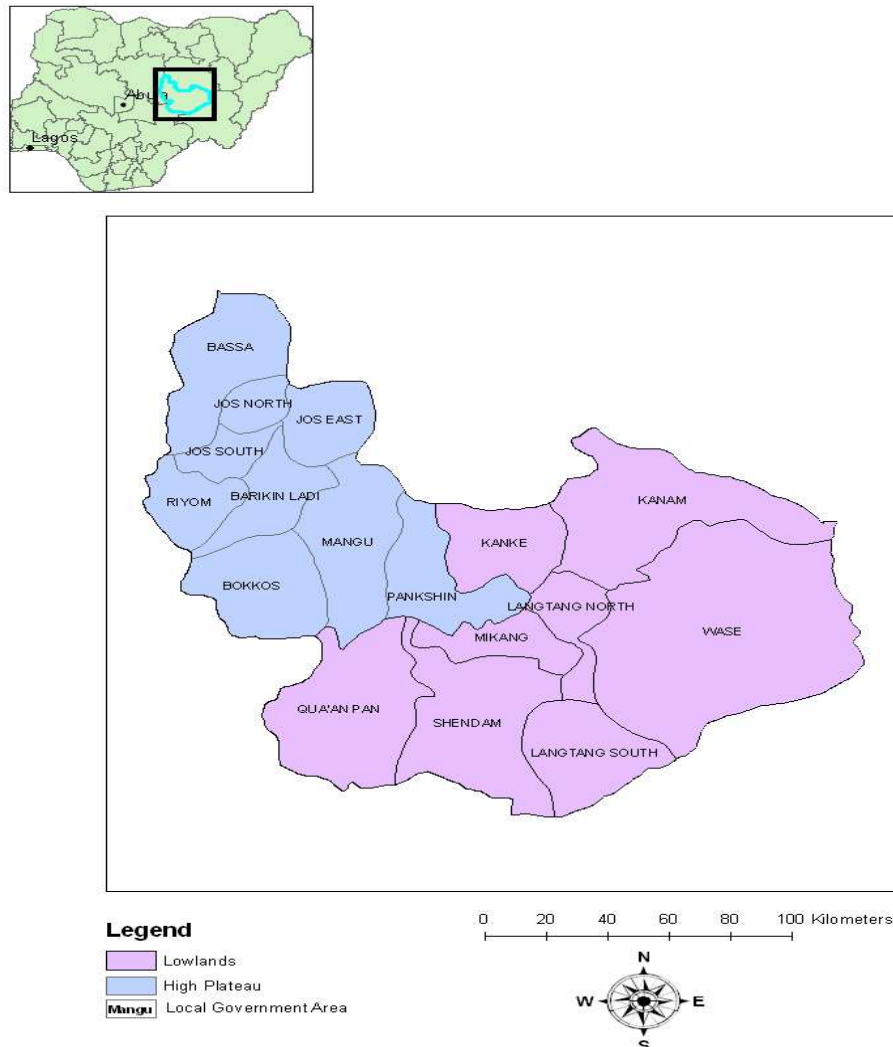 Abuja
Lagos
BASSA
JOS NORTH
JOS EAST
JOS SOUTH
RIYOM
BARIKIN LADI
KANAM
MANGU
KANKE
BOKKOS
PANKSHIN
LANGTANG NORTH
WASE
MIKANG
QUA'AN PAN
SHENDAM
LANGTANG SOUTH
Legend
Lowlands
High Plateau
Mangu Local Government Area
0 20 40 60 80 100 Kilometers
N
W E
S